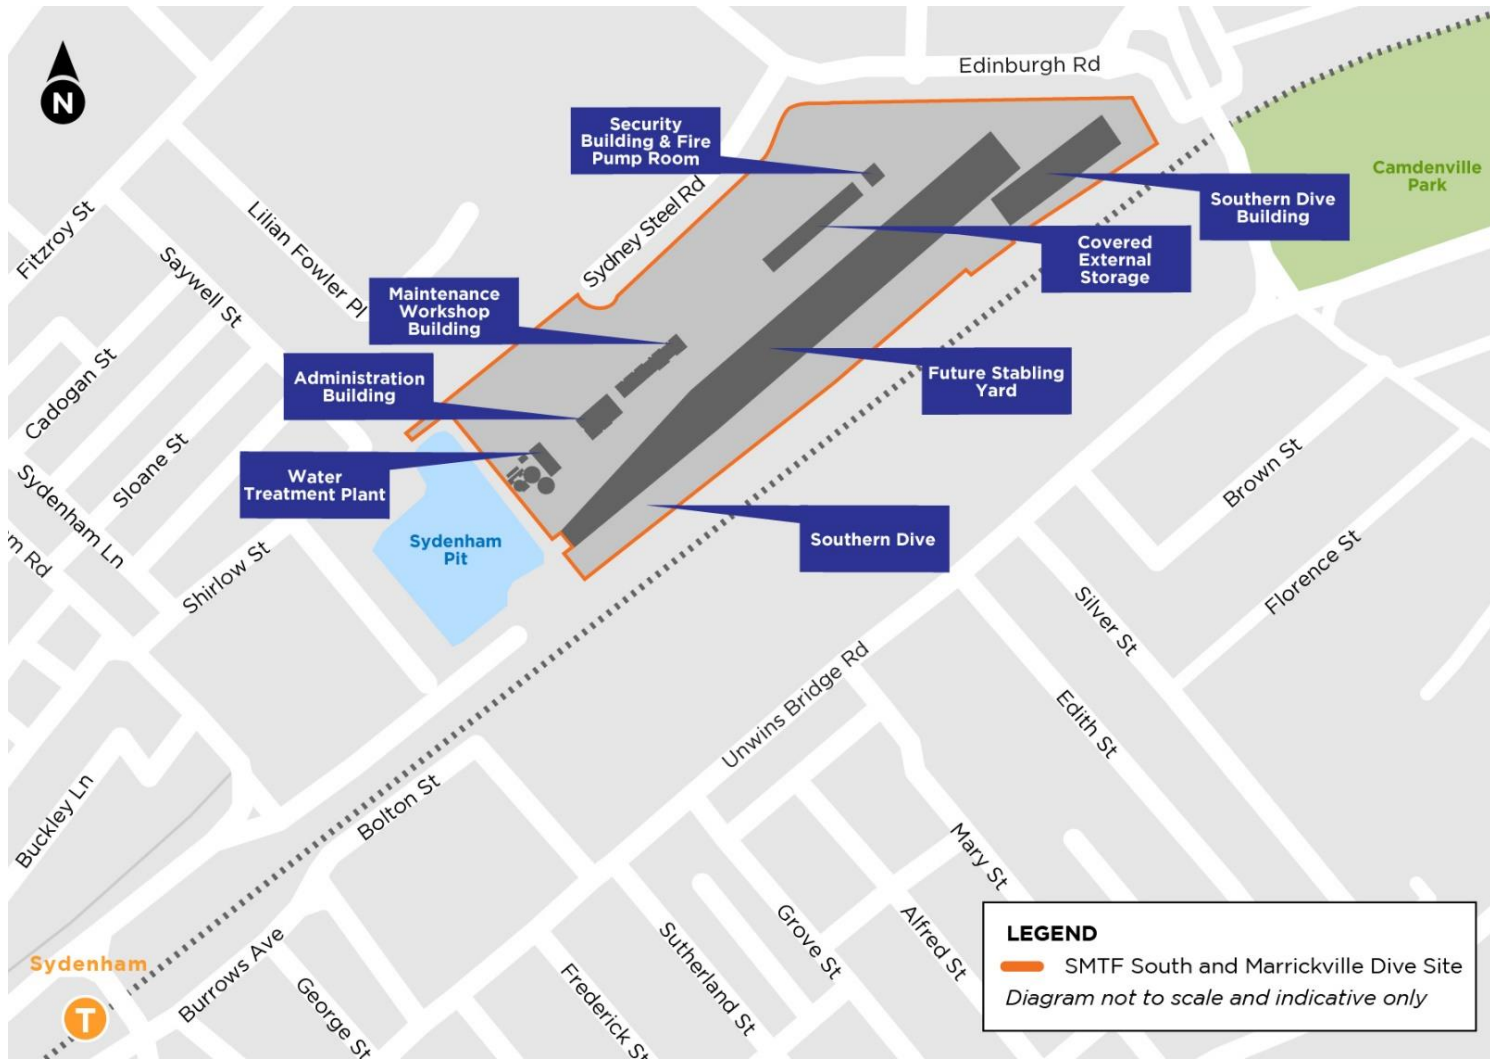 N
Edinburgh Rd
Security
Building & Fire
Pump Room
Camdenville
Park
Southern Dive
Building
Sydney Steel Rd
Fitzroy St
Lilian Fowler Pl
Saywell St
Covered
External
Storage
Maintenance
Workshop
Building
Administration
Building
Future Stabling
Yard
Cadogan St
Sloane St
Sydenham Ln
Water
Treatment Plant
Brown St
Southern Dive
Sydenham
Pit
m Rd
Shirlow St
Florence St
Silver St
Unwins Bridge Rd
Edith St
Buckley Ln
Bolton St
Mary St
Grove St
Alfred St
Sutherland St
Frederick St
George St
Burrows Ave
Sydenham
T
LEGEND
SMTF South and Marrickville Dive Site
Diagram not to scale and indicative only